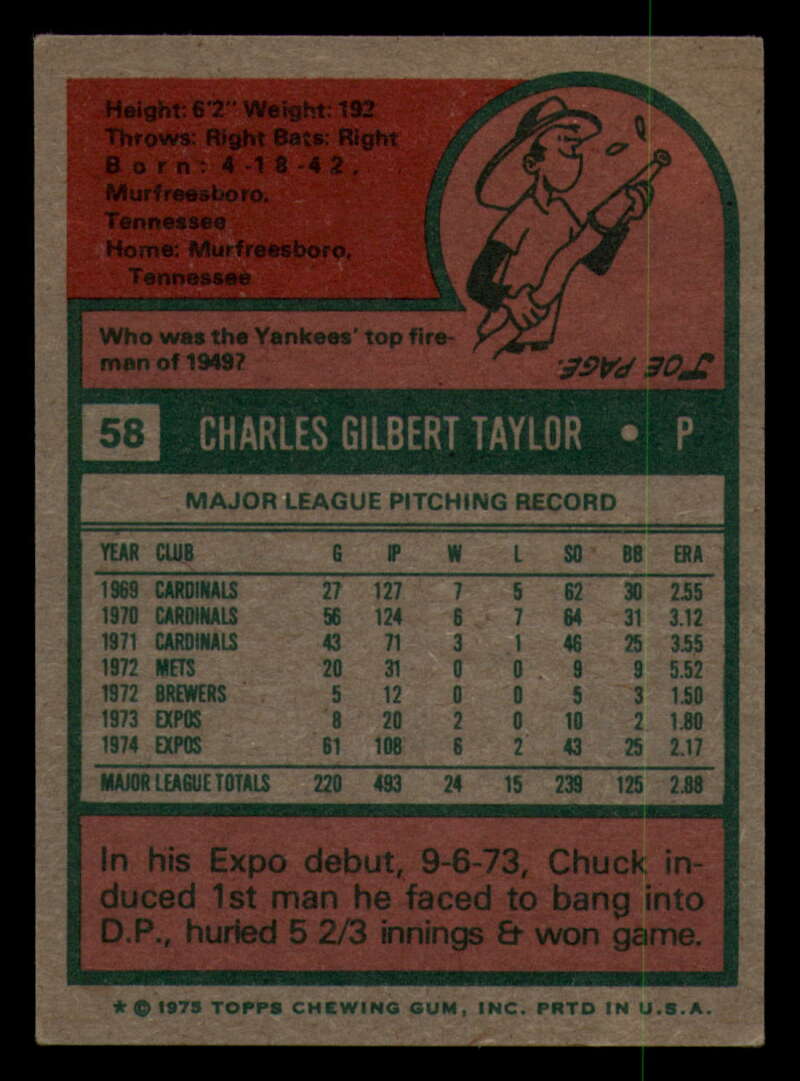 Height: 6'2" Weight: 192
Throws: Right Bats: Right
Born: 4-18-42,
Murfreesboro,
Tennessee
Home: Murfreesboro,
Tennessee
Who was the Yankees' top fire-
man of 1949?
JOE PAGE.
58 CHARLES GILBERT TAYLOR • P
MAJOR LEAGUE PITCHING RECORD
YEAR CLUB G IP W L SO BB ERA
1969 CARDINALS 27 127 7 5 62 30 2.55
1970 CARDINALS 56 124 6 7 64 31 3.12
1971 CARDINALS 43 71 3 1 46 25 3.55
1972 METS 20 31 0 0 9 9 5.52
1972 BREWERS 5 12 0 0 5 3 1.50
1973 EXPOS 8 20 2 0 10 2 1.80
1974 EXPOS 61 108 6 2 43 25 2.17
MAJOR LEAGUE TOTALS 220 493 24 15 239 125 2.88
In his Expo debut, 9-6-73, Chuck in-
duced 1st man he faced to bang into
D.P., hurled 5 2/3 innings & won game.
* © 1975 TOPPS CHEWING GUM, INC. PRTD IN U.S.A.